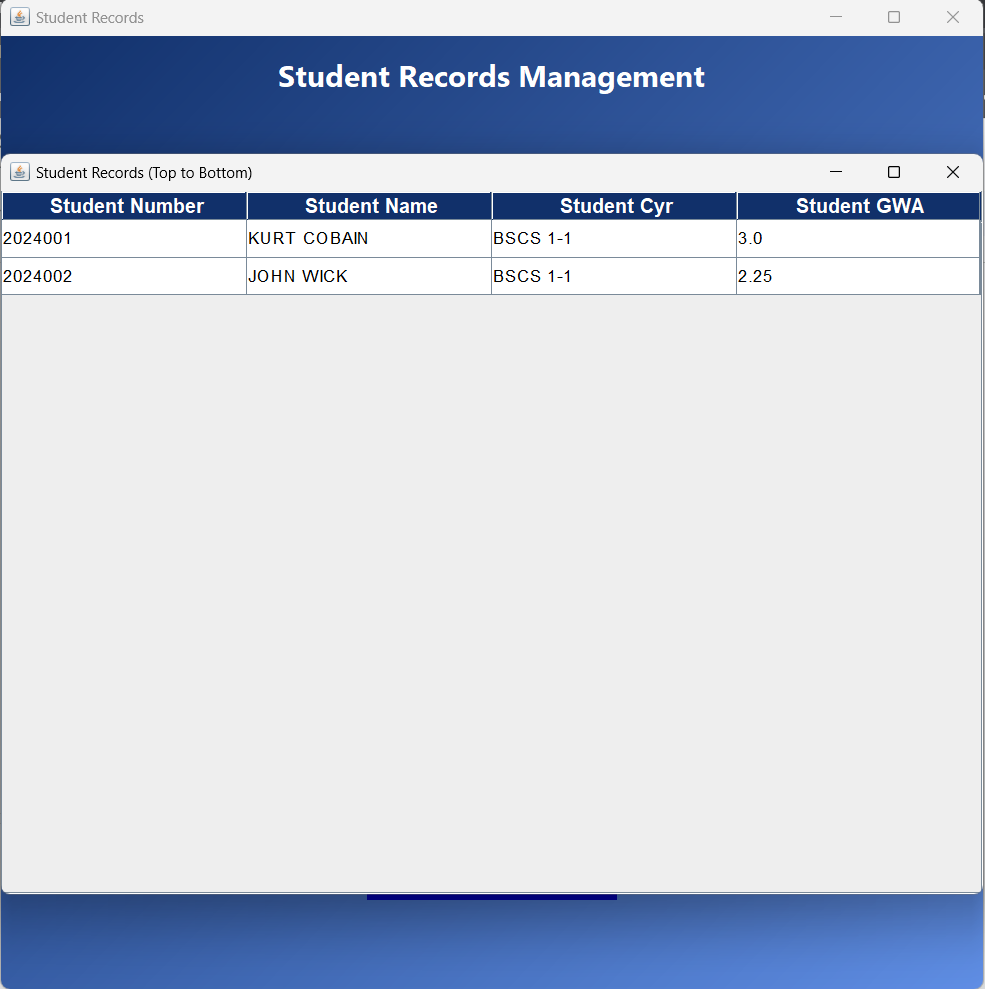 Student Records
Student Records Management
Student Records (Top to Bottom)
Student Number Student Name Student Cyr Student GWA
2024001 KURT COBAIN BSCS 1-1 3.0
2024002 JOHN WICK BSCS 1-1 2.25